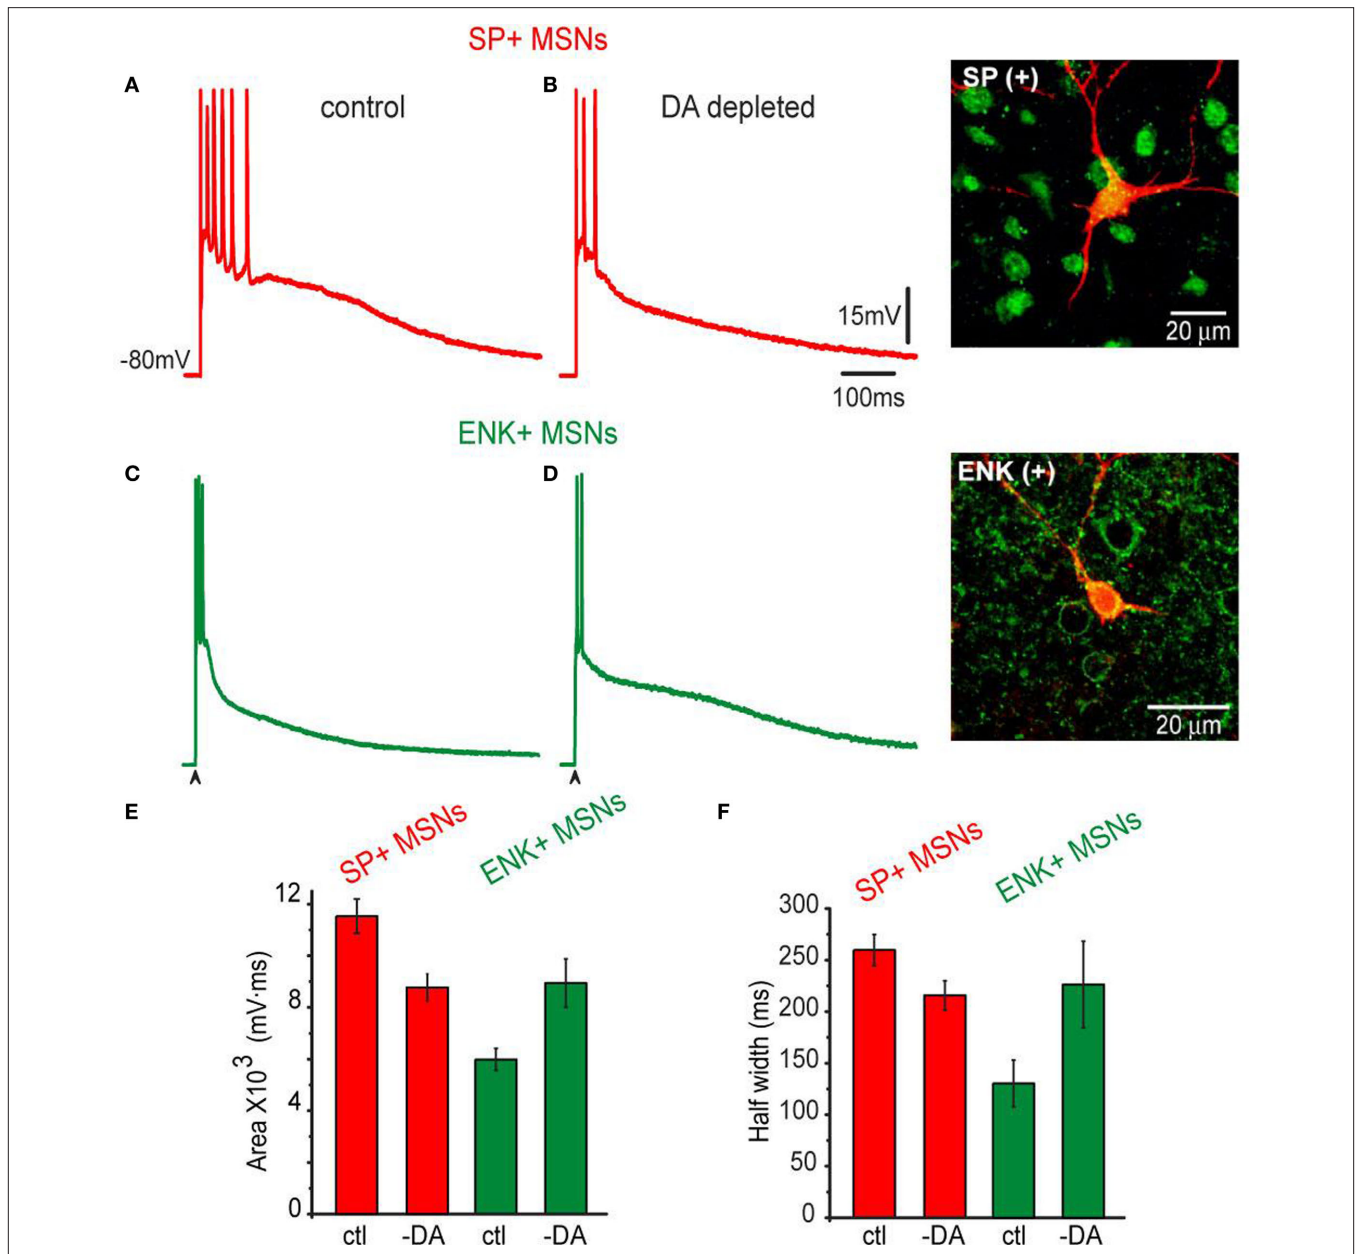 SP+ MSNs
A
control
B
DA depleted
SP (+)
20 µm
15mV
100ms
-80mV
ENK+ MSNs
C
D
ENK (+)
20 µm
E
SP+ MSNs
ENK+ MSNs
Area X10³ (mV·ms)
12
8
4
0
ctl
-DA
ctl
-DA
F
SP+ MSNs
ENK+ MSNs
Half width (ms)
300
250
200
150
100
50
0
ctl
-DA
ctl
-DA